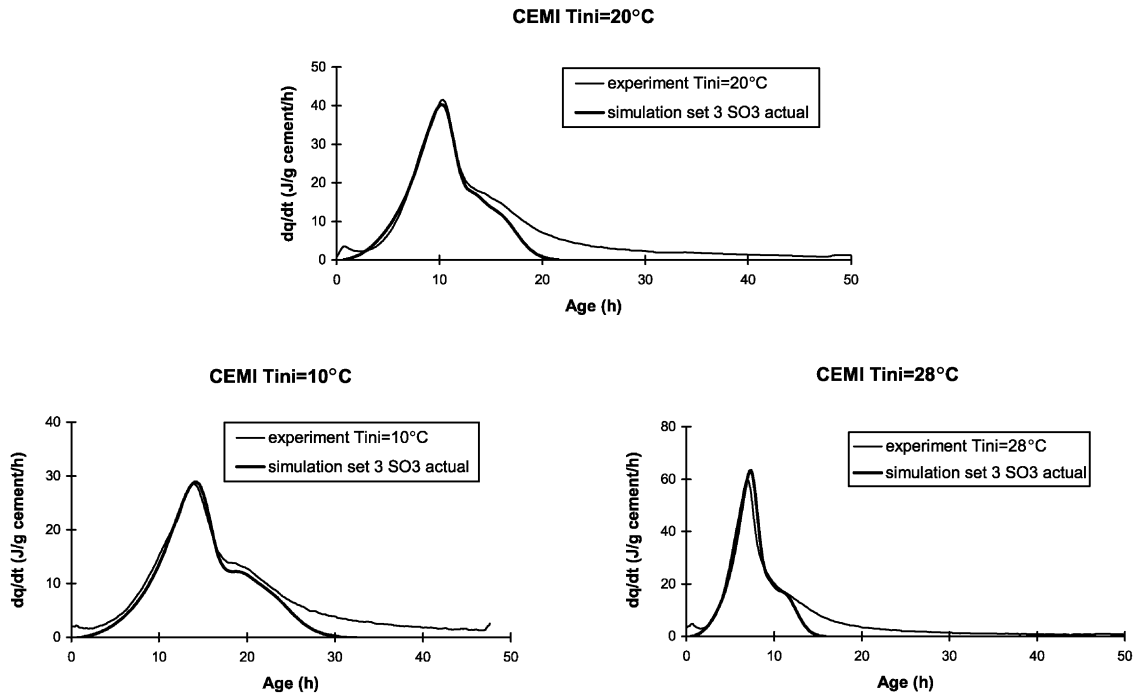 CEMI Tini=20°C
50
40
30
20
10
0
dq/dt (J/g cement/h)
experiment Tini=20°C
simulation set 3 SO3 actual
0 10 20 30 40 50
Age (h)
CEMI Tini=10°C
40
30
20
10
0
dq/dt (J/g cement/h)
experiment Tini=10°C
simulation set 3 SO3 actual
0 10 20 30 40 50
Age (h)
CEMI Tini=28°C
80
60
40
20
0
dq/dt (J/g cement/h)
experiment Tini=28°C
simulation set 3 SO3 actual
0 10 20 30 40 50
Age (h)